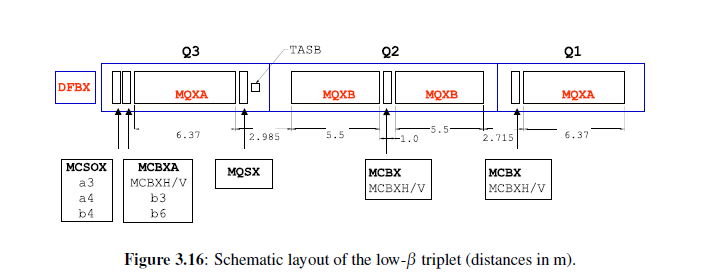 Q3
TASB
Q2
Q1
DFBX
MQXA
MQXB
MQXB
MQXA
6.37
2.985
5.5
1.0
5.5
2.715
6.37
MCSOX
a3
a4
b4
MCBXA
MCBXH/V
b3
b6
MQSX
MCBX
MCBXH/V
MCBX
MCBXH/V
Figure 3.16: Schematic layout of the low-β triplet (distances in m).